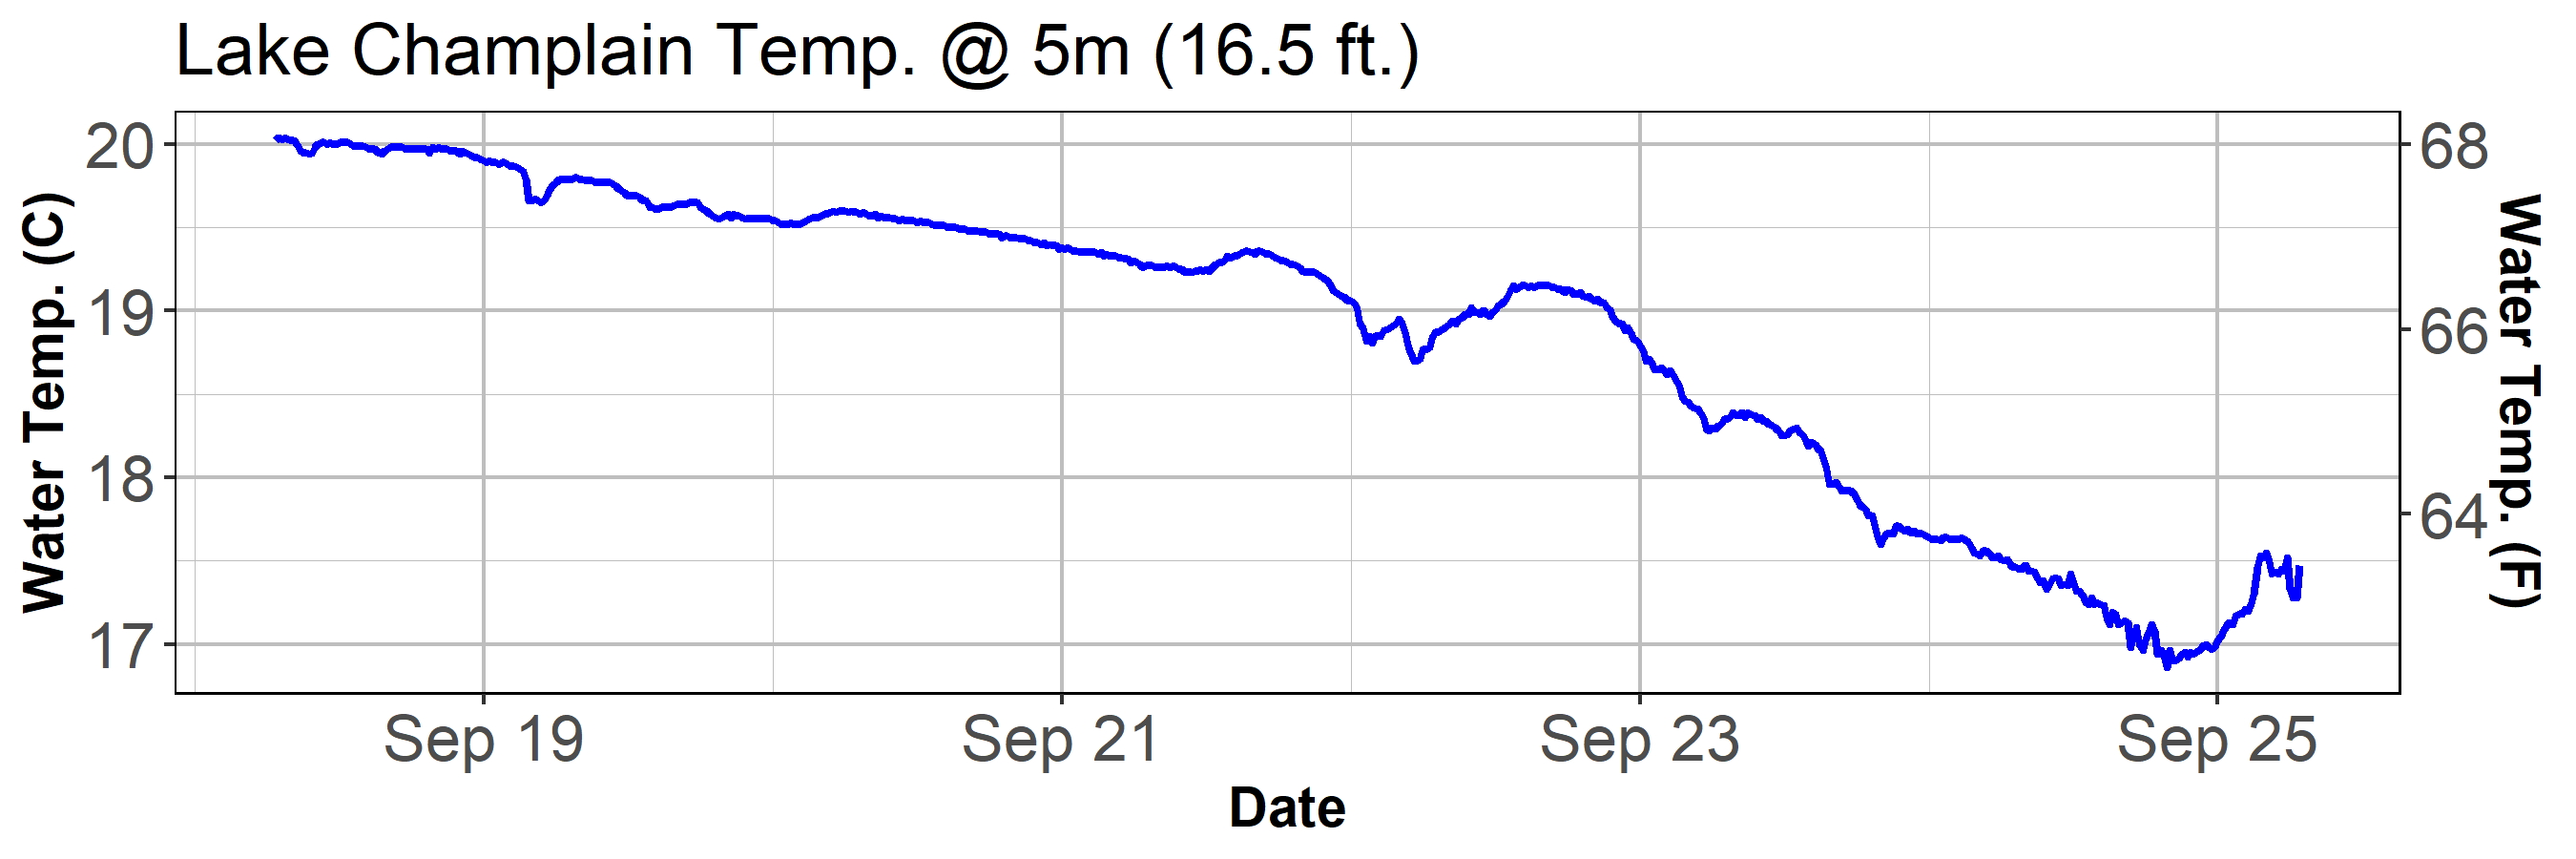 Lake Champlain Temp. @ 5m (16.5 ft.)
Water Temp. (C)
20
19
18
17
68
66
64
Water Temp. (F)
Sep 19
Sep 21
Sep 23
Sep 25
Date